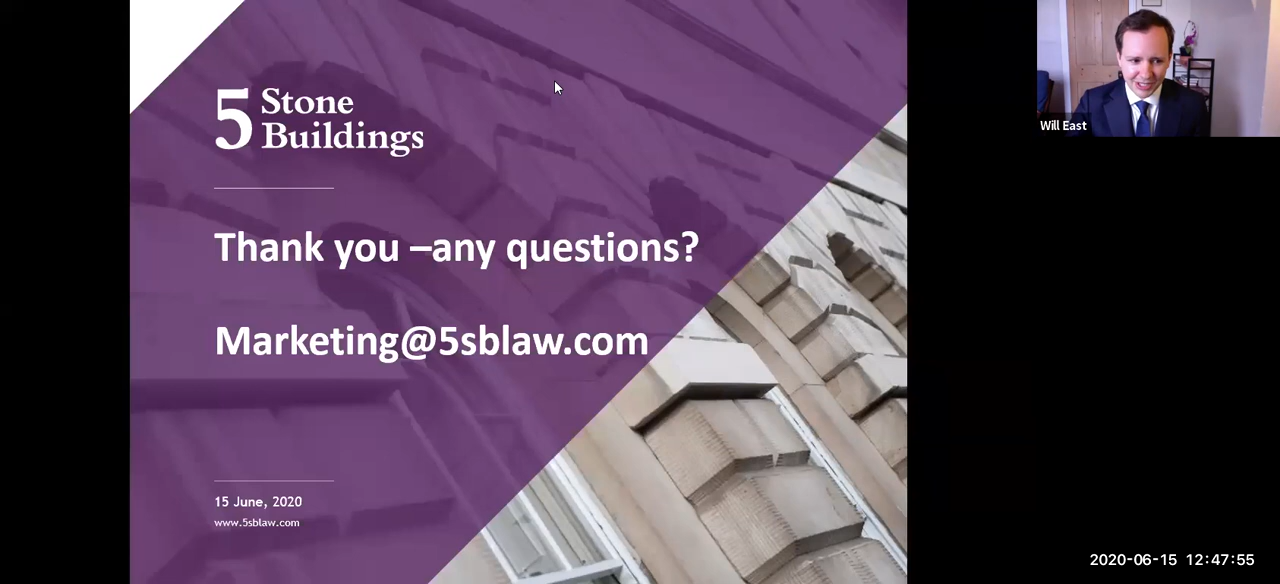 5 Stone
Buildings
Thank you –any questions?
Marketing@5sblaw.com
15 June, 2020
www.5sblaw.com
Will East
2020-06-15 12:47:55